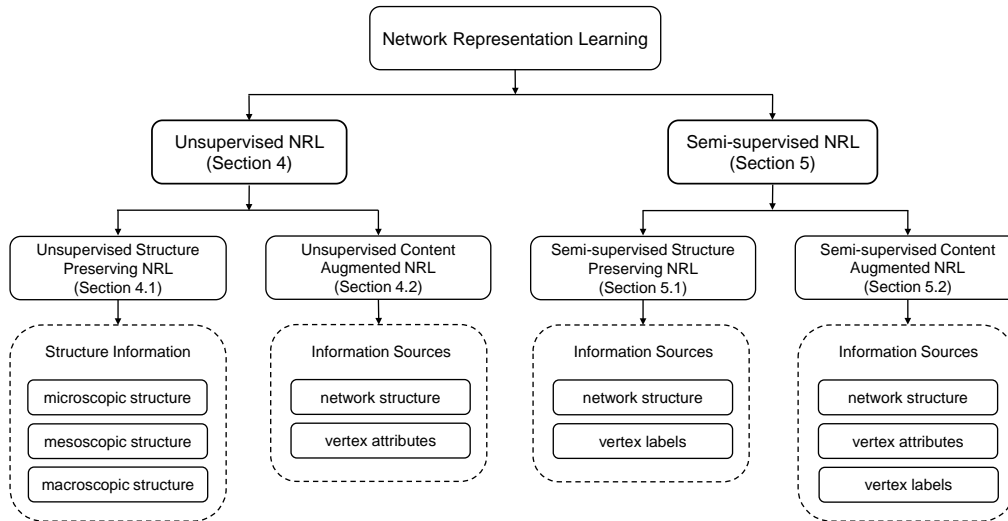 Network Representation Learning
Unsupervised NRL
(Section 4)
Semi-supervised NRL
(Section 5)
Unsupervised Structure
Preserving NRL
(Section 4.1)
Unsupervised Content
Augmented NRL
(Section 4.2)
Semi-supervised Structure
Preserving NRL
(Section 5.1)
Semi-supervised Content
Augmented NRL
(Section 5.2)
Structure Information
microscopic structure
mesoscopic structure
macroscopic structure
Information Sources
network structure
vertex attributes
Information Sources
network structure
vertex labels
Information Sources
network structure
vertex attributes
vertex labels